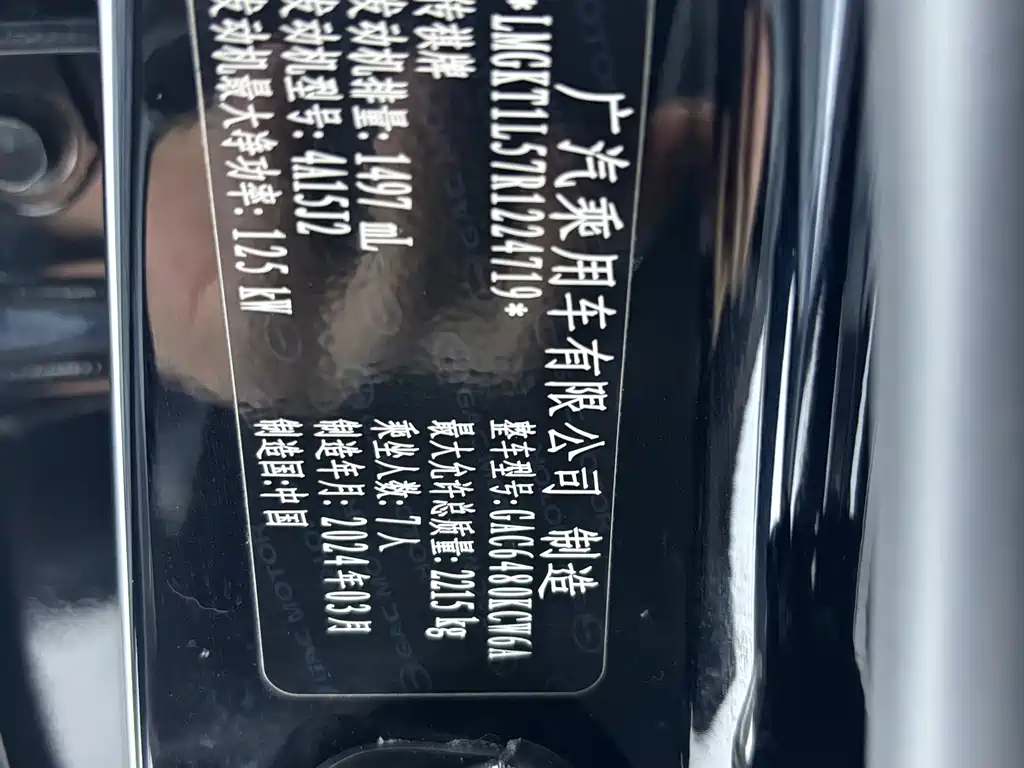 广汽乘用车有限公司 制造
*LMGKT1L57R1224719* 整车型号:GAC6480KCW6A
传祺牌 最大允许总质量: 2215 kg
发动机排量: 1497 mL 乘坐人数: 7人
发动机型号: 4A15J2 制造年月: 2024年03月
发动机最大净功率: 125 kW 制造国:中国